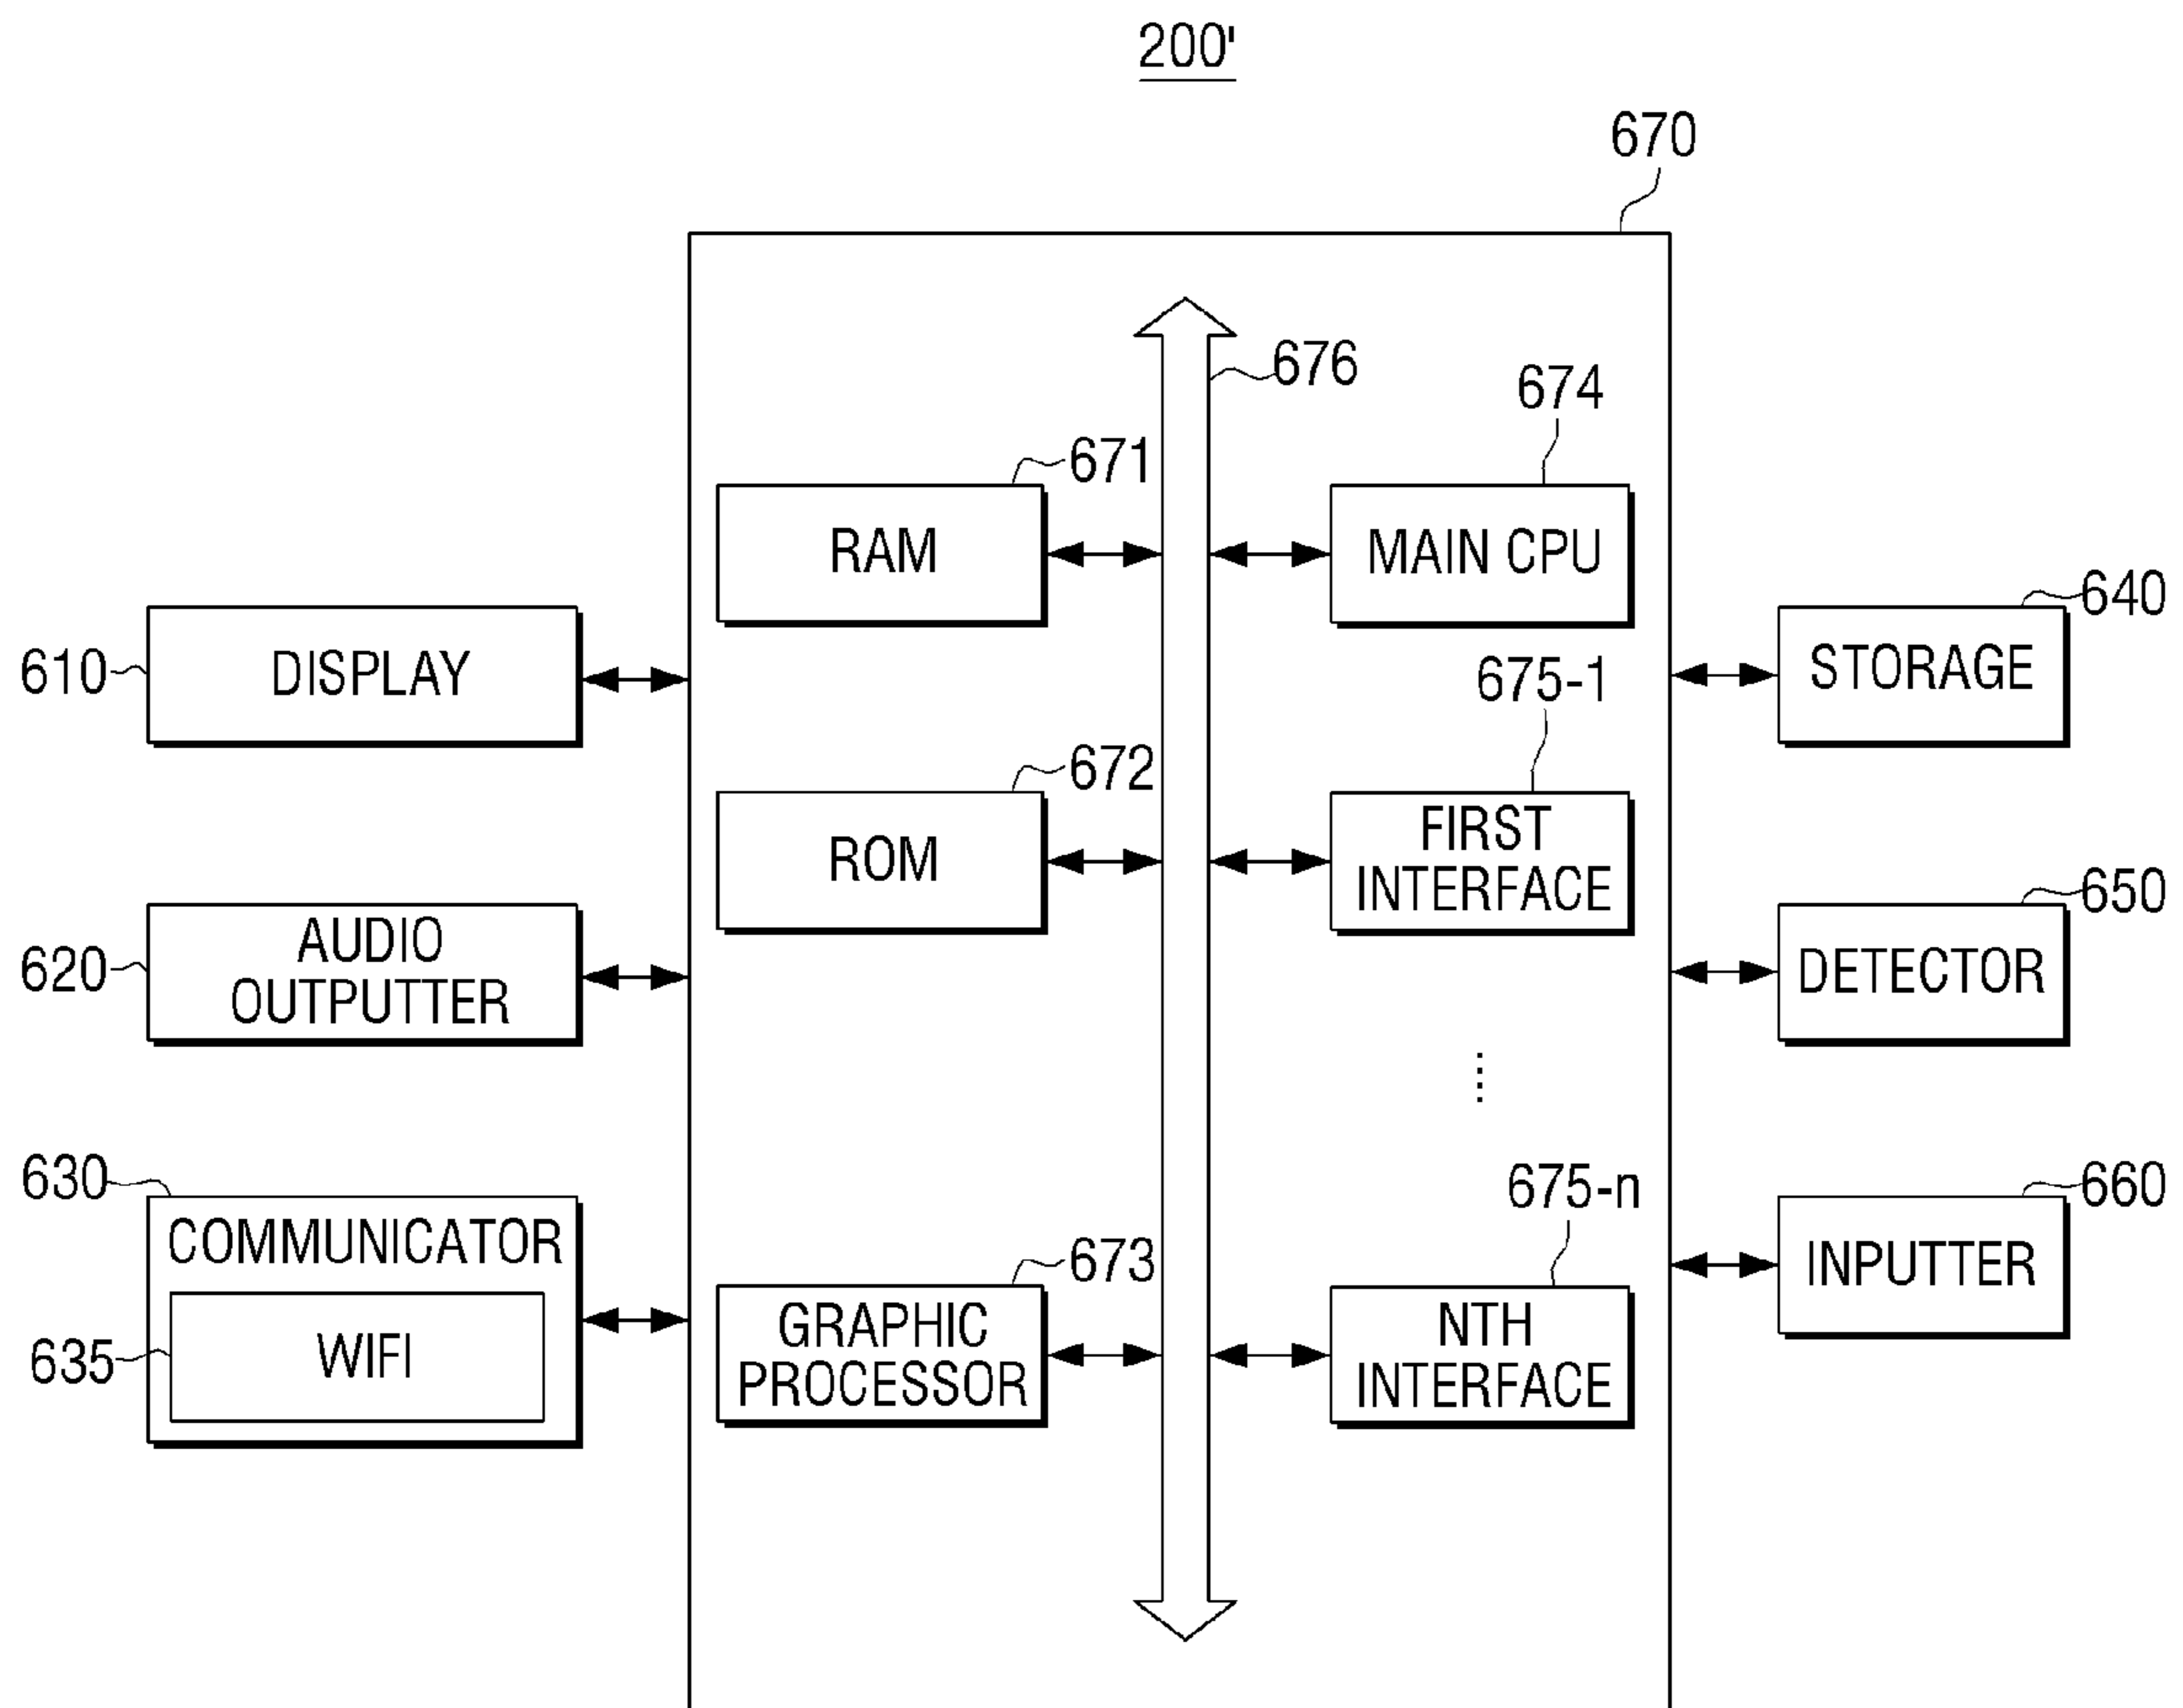 200'
670
676
674
671
RAM
MAIN CPU
640
610
DISPLAY
STORAGE
675-1
672
ROM
FIRST
INTERFACE
650
620
AUDIO
OUTPUTTER
DETECTOR
⋮
630
COMMUNICATOR
635
WIFI
675-n
660
673
GRAPHIC
PROCESSOR
NTH
INTERFACE
INPUTTER